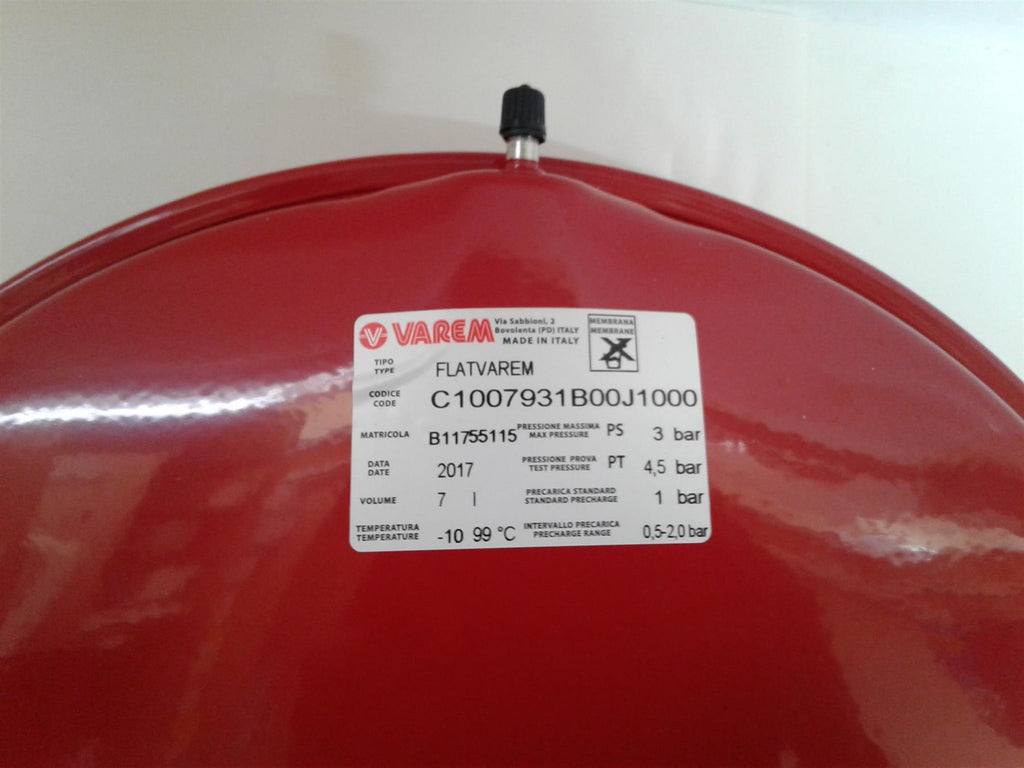 VAREM Via Sabbioni, 2
Bovolenta (PD) ITALY
MADE IN ITALY
MEMBRANA
MEMBRANE
TIPO
TYPE FLATVAREM
CODICE
CODE C1007931B00J1000
MATRICOLA B11755115 PRESSIONE MASSIMA
MAX PRESSURE PS 3 bar
DATA
DATE 2017 PRESSIONE PROVA
TEST PRESSURE PT 4,5 bar
VOLUME 7 l PRECARICA STANDARD
STANDARD PRECHARGE 1 bar
TEMPERATURA
TEMPERATURE -10 99 °C INTERVALLO PRECARICA
PRECHARGE RANGE 0,5-2,0 bar